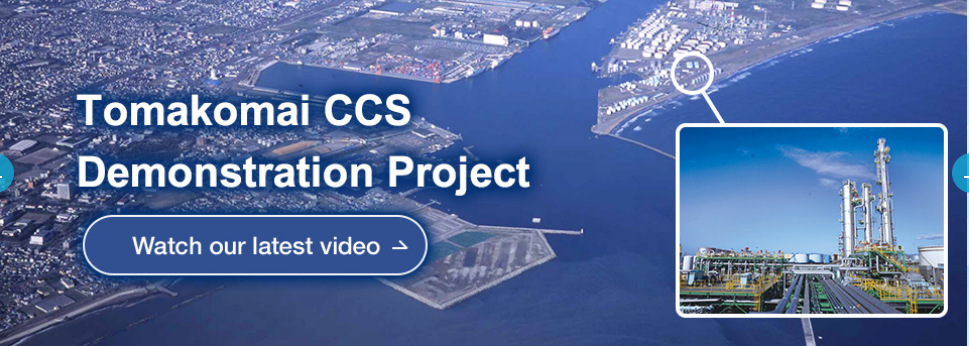 Tomakomai CCS
Demonstration Project
Watch our latest video →